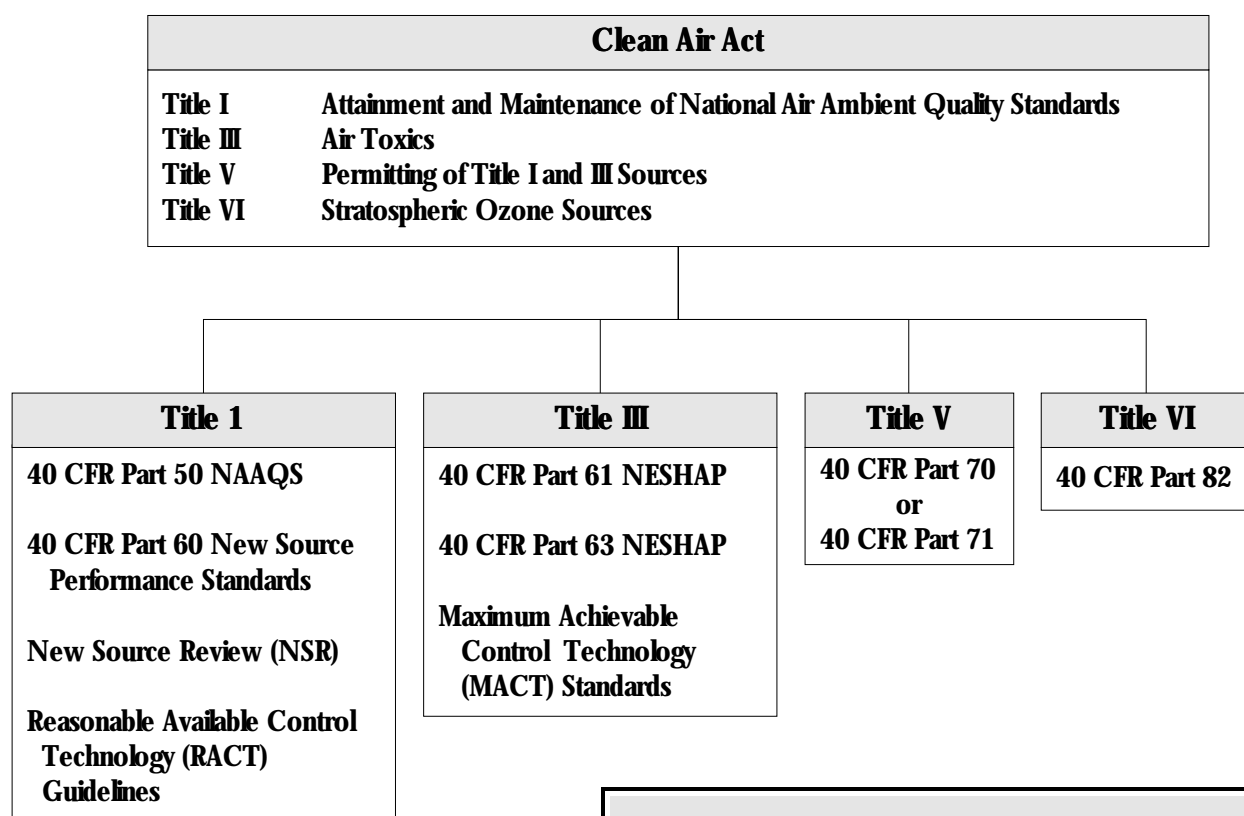 Clean Air Act
Title I Attainment and Maintenance of National Air Ambient Quality Standards
Title III Air Toxics
Title V Permitting of Title I and III Sources
Title VI Stratospheric Ozone Sources
Title 1
40 CFR Part 50 NAAQS
40 CFR Part 60 New Source
Performance Standards
New Source Review (NSR)
Reasonable Available Control
Technology (RACT)
Guidelines
Title III
40 CFR Part 61 NESHAP
40 CFR Part 63 NESHAP
Maximum Achievable
Control Technology
(MACT) Standards
Title V
40 CFR Part 70
or
40 CFR Part 71
Title VI
40 CFR Part 82